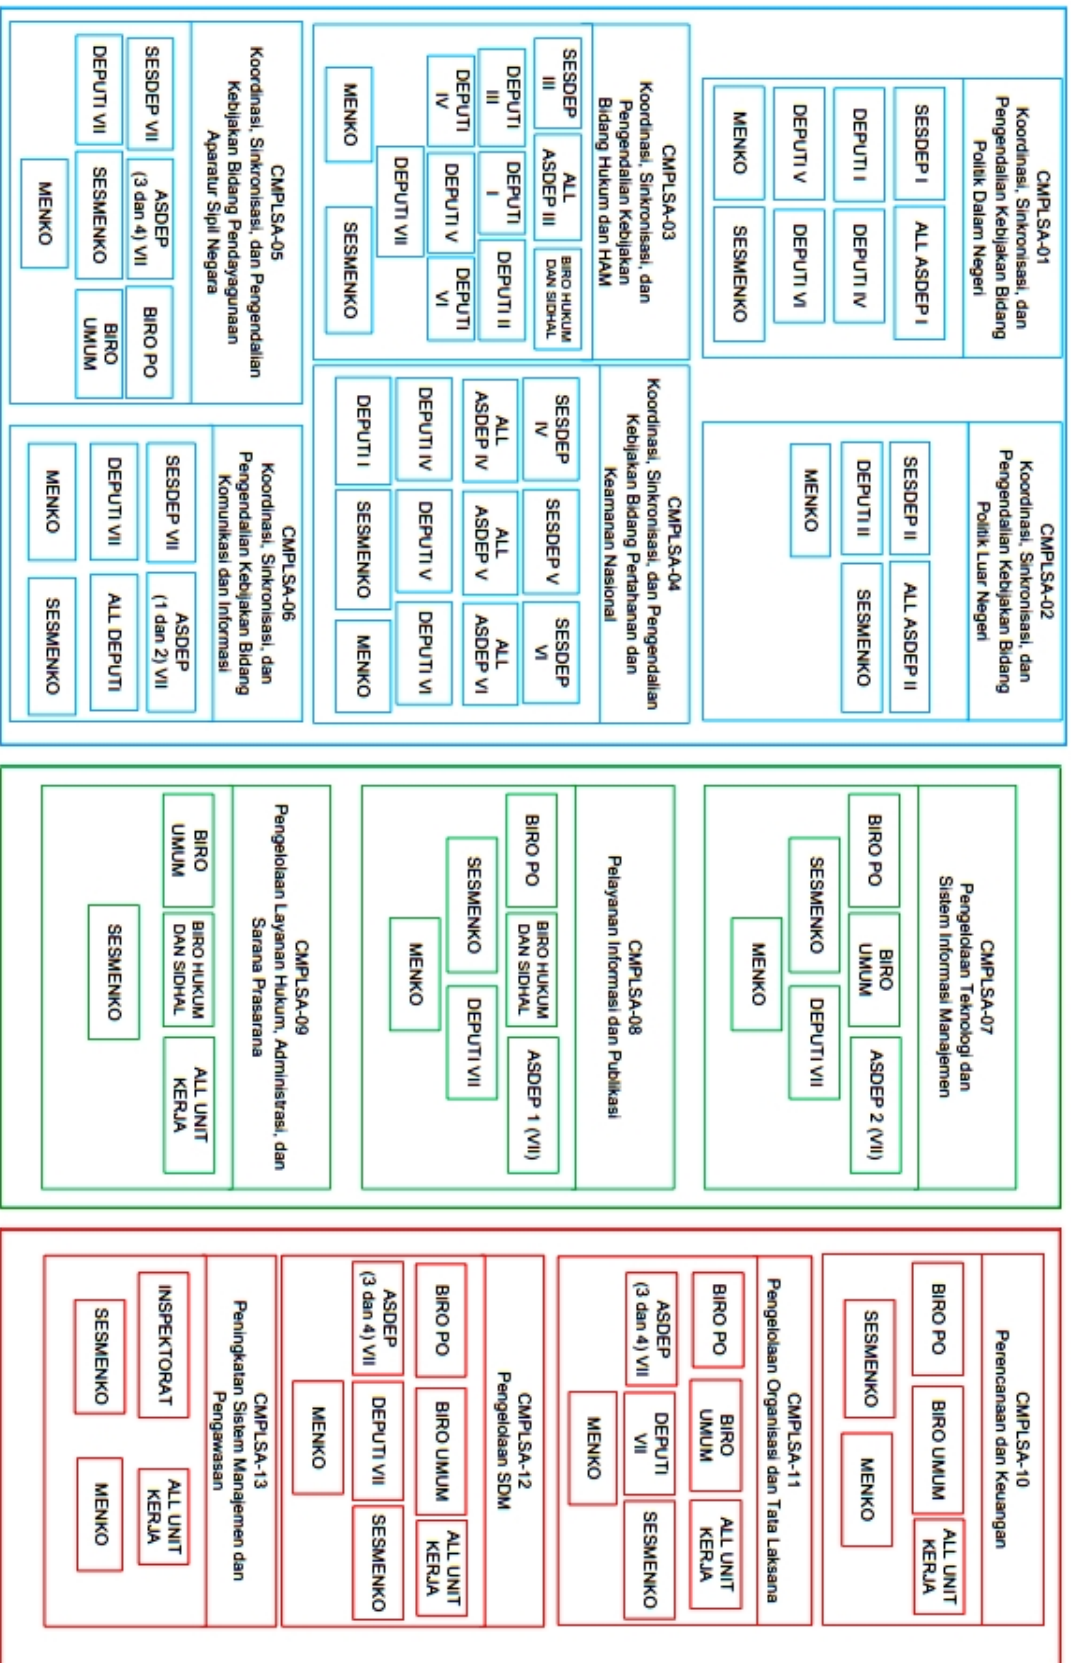 CMPLSA-01
Koordinasi, Sinkronisasi, dan
Pengendalian Kebijakan Bidang
Politik Dalam Negeri
SESDEP I
ALL ASDEP I
DEPUTI I
DEPUTI IV
DEPUTI V
DEPUTI VI
MENKO
SESMENKO
CMPLSA-02
Koordinasi, Sinkronisasi, dan
Pengendalian Kebijakan Bidang
Politik Luar Negeri
SESDEP II
ALL ASDEP II
DEPUTI II
SESMENKO
MENKO
CMPLSA-03
Koordinasi, Sinkronisasi, dan
Pengendalian Kebijakan
Bidang Hukum dan HAM
SESDEP
III
ALL
ASDEP III
BIRO HUKUM
DAN SIDHAL
DEPUTI
III
DEPUTI
I
DEPUTI II
DEPUTI
IV
DEPUTI V
DEPUTI
VI
DEPUTI VII
MENKO
SESMENKO
CMPLSA-04
Koordinasi, Sinkronisasi, dan Pengendalian
Kebijakan Bidang Pertahanan dan
Keamanan Nasional
SESDEP
IV
SESDEP V
SESDEP
VI
ALL
ASDEP IV
ALL
ASDEP V
ALL
ASDEP VI
DEPUTI IV
DEPUTI V
DEPUTI VI
DEPUTI I
SESMENKO
MENKO
CMPLSA-05
Koordinasi, Sinkronisasi, dan Pengendalian
Kebijakan Bidang Pendayagunaan
Aparatur Sipil Negara
SESDEP VII
ASDEP
(3 dan 4) VII
BIRO PO
DEPUTI VII
SESMENKO
BIRO
UMUM
MENKO
CMPLSA-06
Koordinasi, Sinkronisasi, dan
Pengendalian Kebijakan Bidang
Komunikasi dan Informasi
SESDEP VII
ASDEP
(1 dan 2) VII
DEPUTI VII
ALL DEPUTI
MENKO
SESMENKO
CMPLSA-07
Pengelolaan Teknologi dan
Sistem Informasi Manajemen
BIRO PO
BIRO
UMUM
ASDEP 2 (VII)
SESMENKO
DEPUTI VII
MENKO
CMPLSA-08
Pelayanan Informasi dan Publikasi
BIRO PO
BIRO HUKUM
DAN SIDHAL
ASDEP 1 (VII)
SESMENKO
DEPUTI VII
MENKO
CMPLSA-09
Pengelolaan Layanan Hukum, Administrasi, dan
Sarana Prasarana
BIRO
UMUM
BIRO HUKUM
DAN SIDHAL
ALL UNIT
KERJA
SESMENKO
CMPLSA-10
Perencanaan dan Keuangan
BIRO PO
BIRO UMUM
ALL UNIT
KERJA
SESMENKO
MENKO
CMPLSA-11
Pengelolaan Organisasi dan Tata Laksana
BIRO PO
BIRO
UMUM
ALL UNIT
KERJA
ASDEP
(3 dan 4) VII
DEPUTI
VII
SESMENKO
MENKO
CMPLSA-12
Pengelolaan SDM
BIRO PO
BIRO UMUM
ALL UNIT
KERJA
ASDEP
(3 dan 4) VII
DEPUTI VII
SESMENKO
MENKO
CMPLSA-13
Peningkatan Sistem Manajemen dan
Pengawasan
INSPEKTORAT
ALL UNIT
KERJA
SESMENKO
MENKO